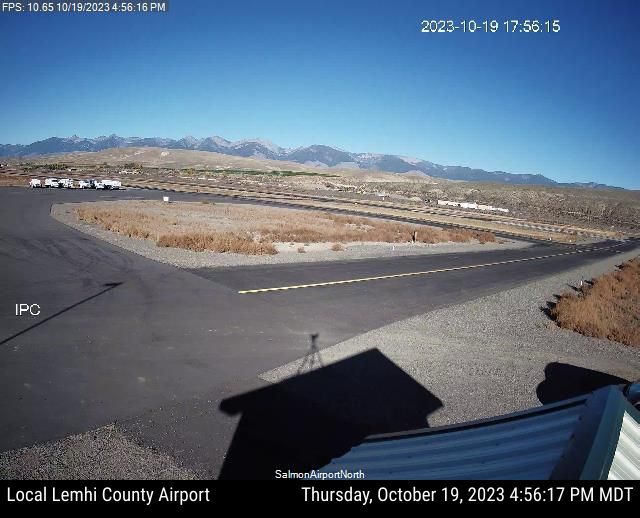 FPS: 10.65 10/19/2023 4:56:16 PM MDT
2023-10-19 17:56:15
IPC
SalmonAirportNorth
Local Lemhi County Airport Thursday, October 19, 2023 4:56:17 PM MDT